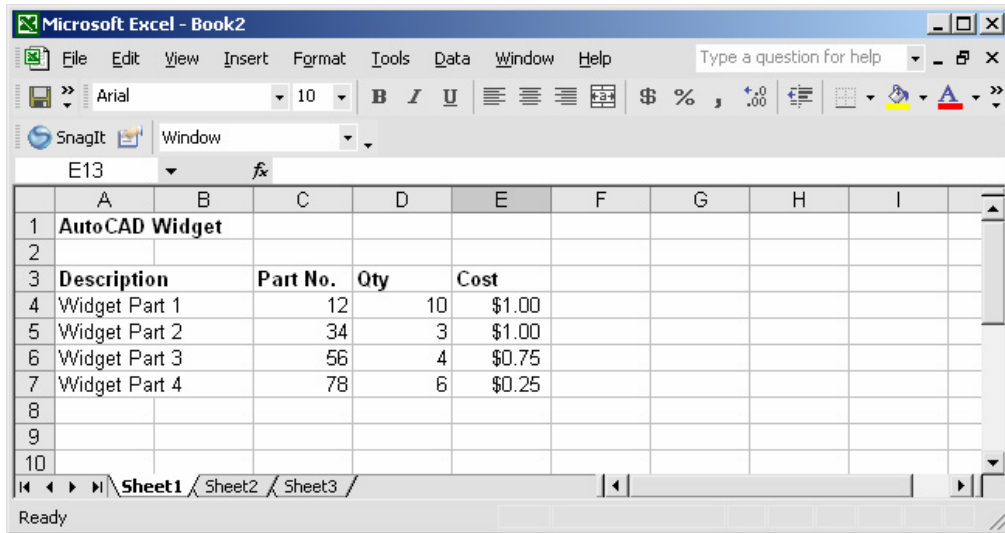 Microsoft Excel - Book2
File Edit View Insert Format Tools Data Window Help Type a question for help
Arial 10 B I U $ % , .00
SnagIt Window
E13 fx
A B C D E F G H I
1 AutoCAD Widget
2
3 Description Part No. Qty Cost
4 Widget Part 1 12 10 $1.00
5 Widget Part 2 34 3 $1.00
6 Widget Part 3 56 4 $0.75
7 Widget Part 4 78 6 $0.25
8
9
10
Sheet1 Sheet2 Sheet3
Ready